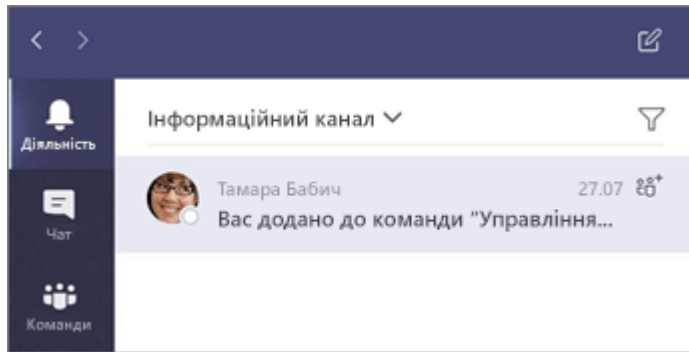 Діяльність
Чат
Команди
Інформаційний канал
Тамара Бабич 27.07
Вас додано до команди "Управління...